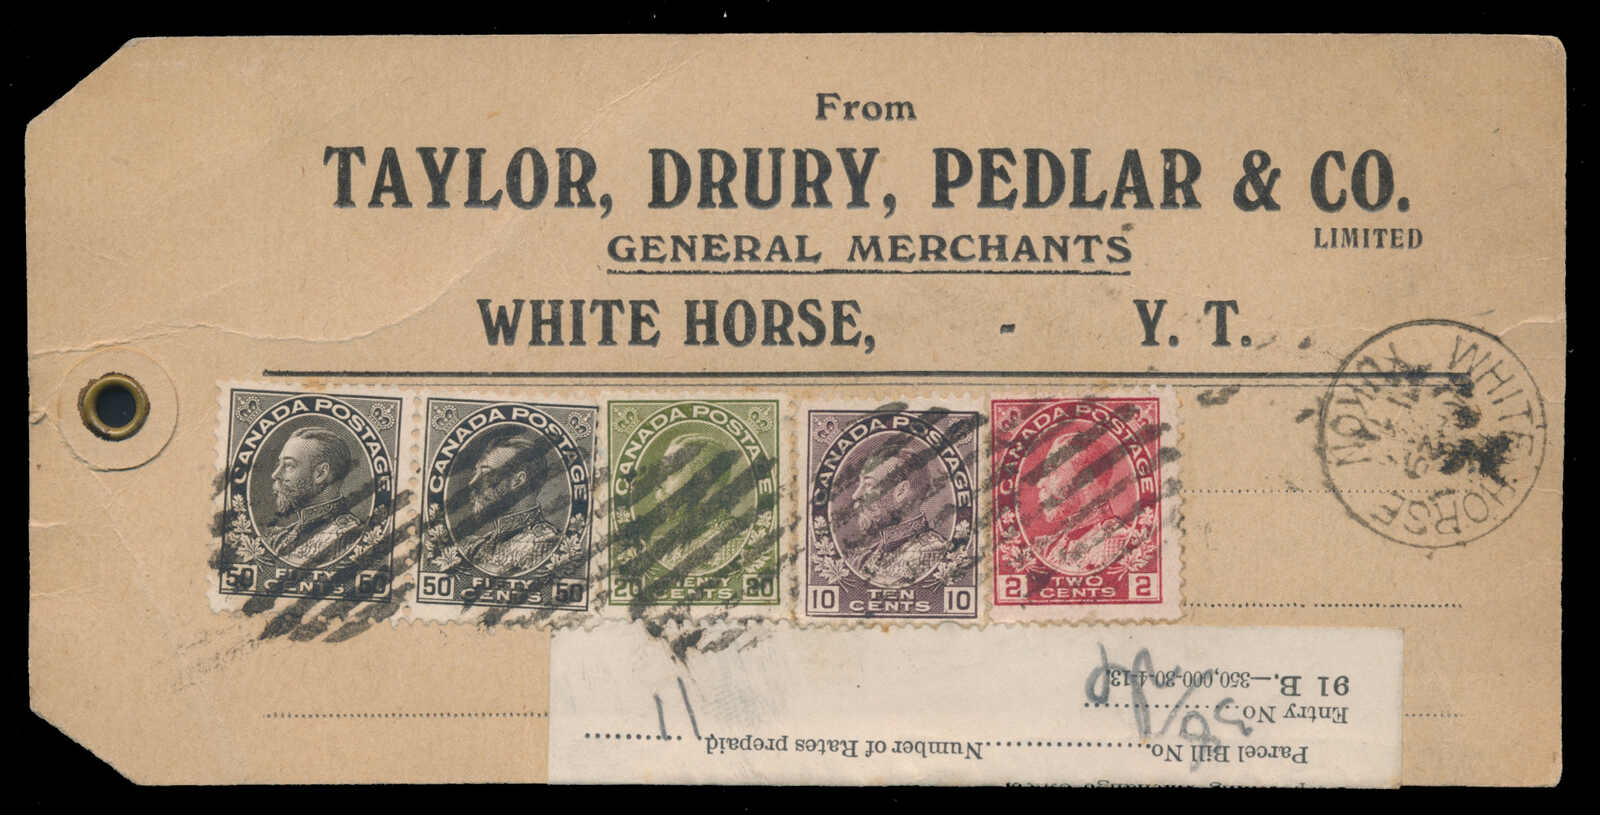 From
TAYLOR, DRURY, PEDLAR & CO.
LIMITED
GENERAL MERCHANTS
WHITE HORSE, - Y. T.
CANADA POSTAGE
50 FIFTY CENTS 50
CANADA POSTAGE
50 FIFTY CENTS 50
CANADA POSTAGE
20 TWENTY CENTS 20
CANADA POSTAGE
10 TEN CENTS 10
CANADA POSTAGE
2 TWO CENTS 2
WHITE HORSE
YUKON
Parcel Bill No. Number of Rates prepaid 11
Entry No.
91 B.—350,000-30-4-13.